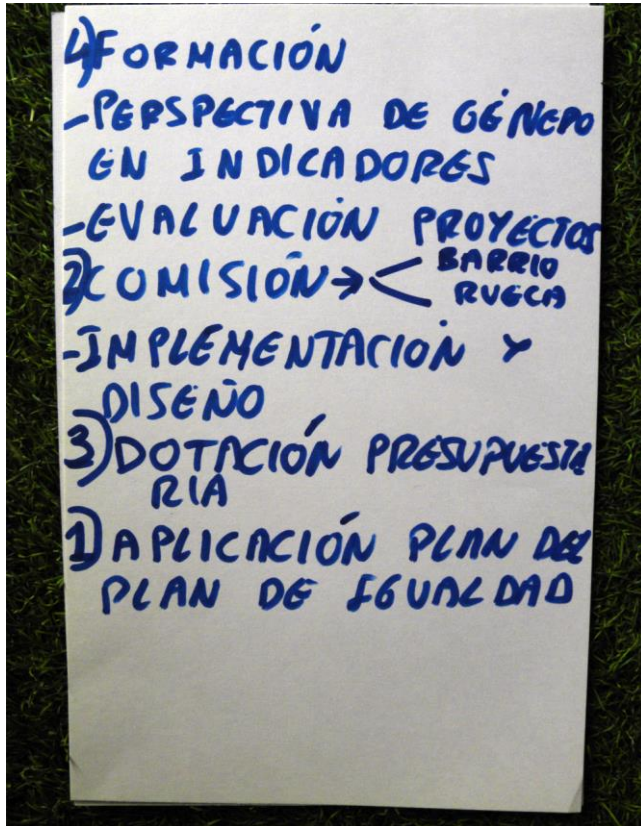 4) FORMACIÓN
- PERSPECTIVA DE GÉNERO
EN INDICADORES
- EVALUACIÓN PROYECTOS
2) COMISIÓN → < BARRIO
RUECA
- IMPLEMENTACIÓN Y
DISEÑO
3) DOTACIÓN PRESUPUESTA
RIA
1) APLICACIÓN PLAN DEL
PLAN DE IGUALDAD